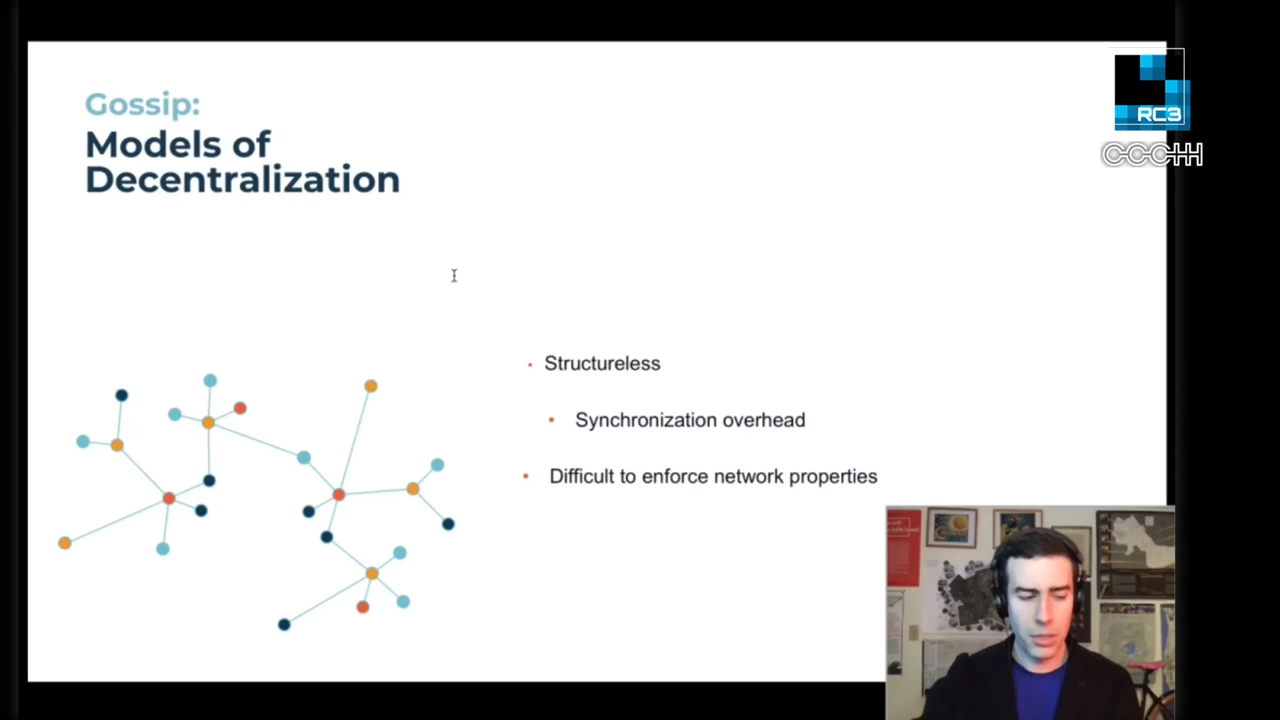 Gossip:
Models of
Decentralization
RC3
CCCHH
• Structureless
• Synchronization overhead
• Difficult to enforce network properties